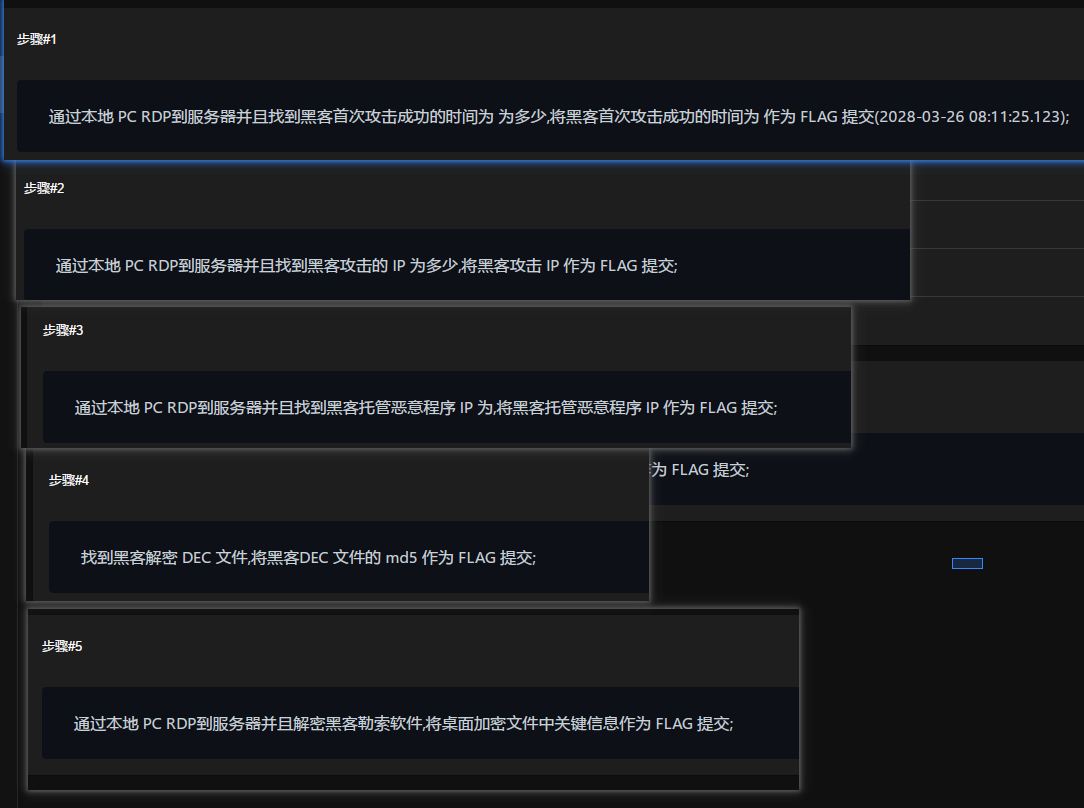 步骤#1
通过本地 PC RDP到服务器并且找到黑客首次攻击成功的时间为 为多少,将黑客首次攻击成功的时间为 作为 FLAG 提交(2028-03-26 08:11:25.123);
步骤#2
通过本地 PC RDP到服务器并且找到黑客攻击的 IP 为多少,将黑客攻击 IP 作为 FLAG 提交;
步骤#3
通过本地 PC RDP到服务器并且找到黑客托管恶意程序 IP 为,将黑客托管恶意程序 IP 作为 FLAG 提交;
为 FLAG 提交;
步骤#4
找到黑客解密 DEC 文件,将黑客DEC 文件的 md5 作为 FLAG 提交;
步骤#5
通过本地 PC RDP到服务器并且解密黑客勒索软件,将桌面加密文件中关键信息作为 FLAG 提交;